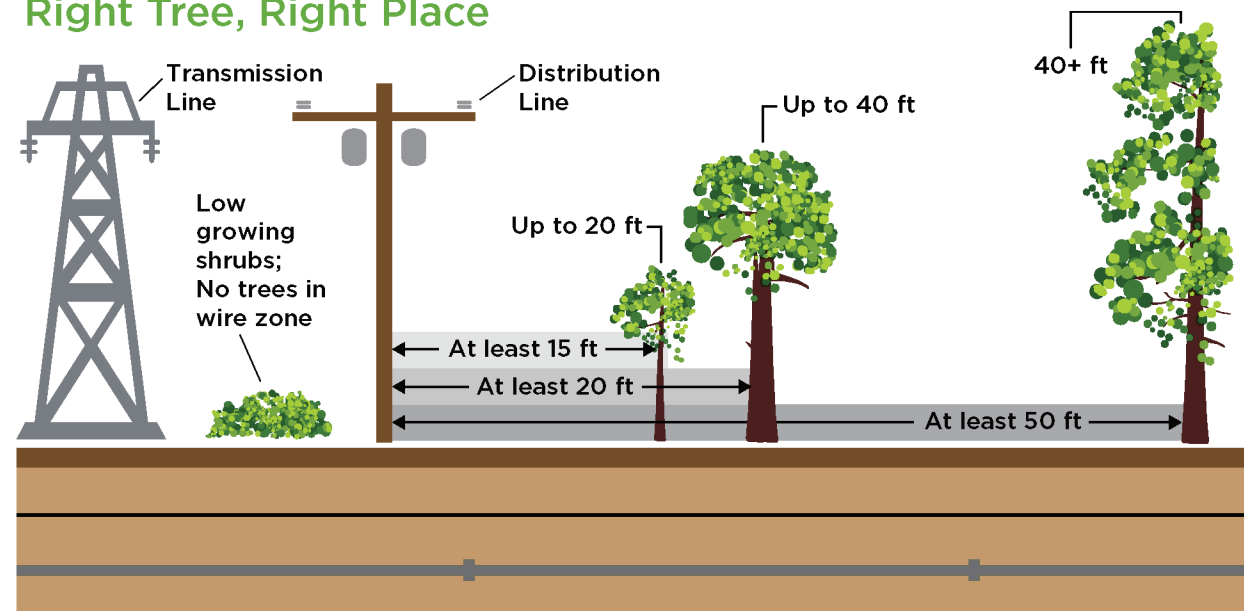 Right Tree, Right Place
Transmission
Line
Distribution
Line
40+ ft
Up to 40 ft
Low
growing
shrubs;
No trees in
wire zone
Up to 20 ft
At least 15 ft
At least 20 ft
At least 50 ft